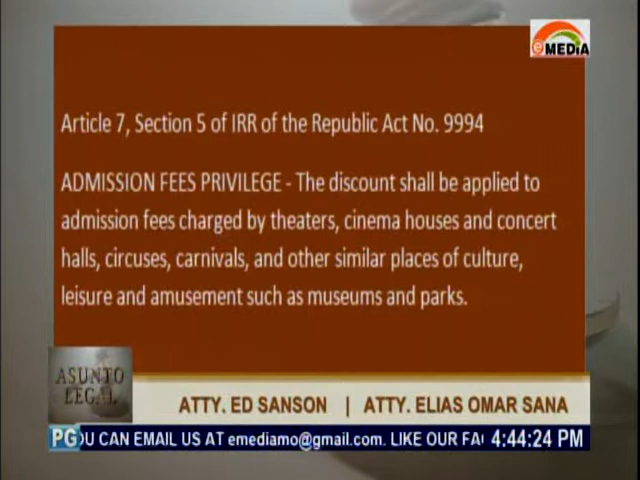 e MEDiA
Article 7, Section 5 of IRR of the Republic Act No. 9994
ADMISSION FEES PRIVILEGE - The discount shall be applied to
admission fees charged by theaters, cinema houses and concert
halls, circuses, carnivals, and other similar places of culture,
leisure and amusement such as museums and parks.
ASUNTO
LEGAL
ATTY. ED SANSON | ATTY. ELIAS OMAR SANA
PG OU CAN EMAIL US AT emediamo@gmail.com. LIKE OUR FA 4:44:24 PM